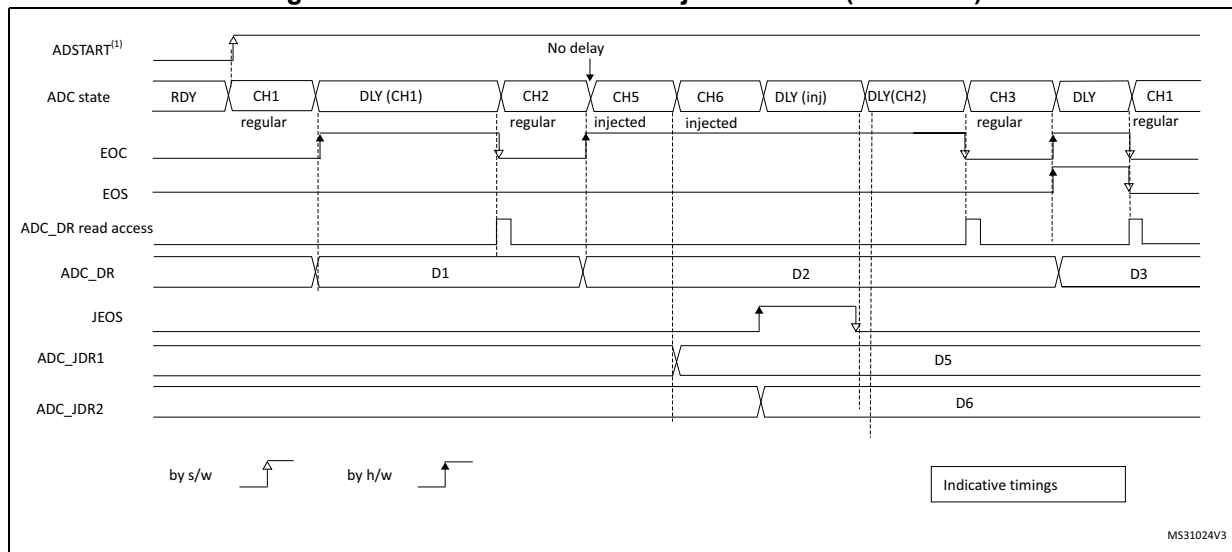 ADSTART(1)
No delay
ADC state RDY CH1 DLY (CH1) CH2 CH5 CH6 DLY (inj) DLY(CH2) CH3 DLY CH1
regular regular injected injected regular regular
EOC
EOS
ADC_DR read access
ADC_DR D1 D2 D3
JEOS
ADC_JDR1 D5
ADC_JDR2 D6
by s/w by h/w Indicative timings
MS31024V3